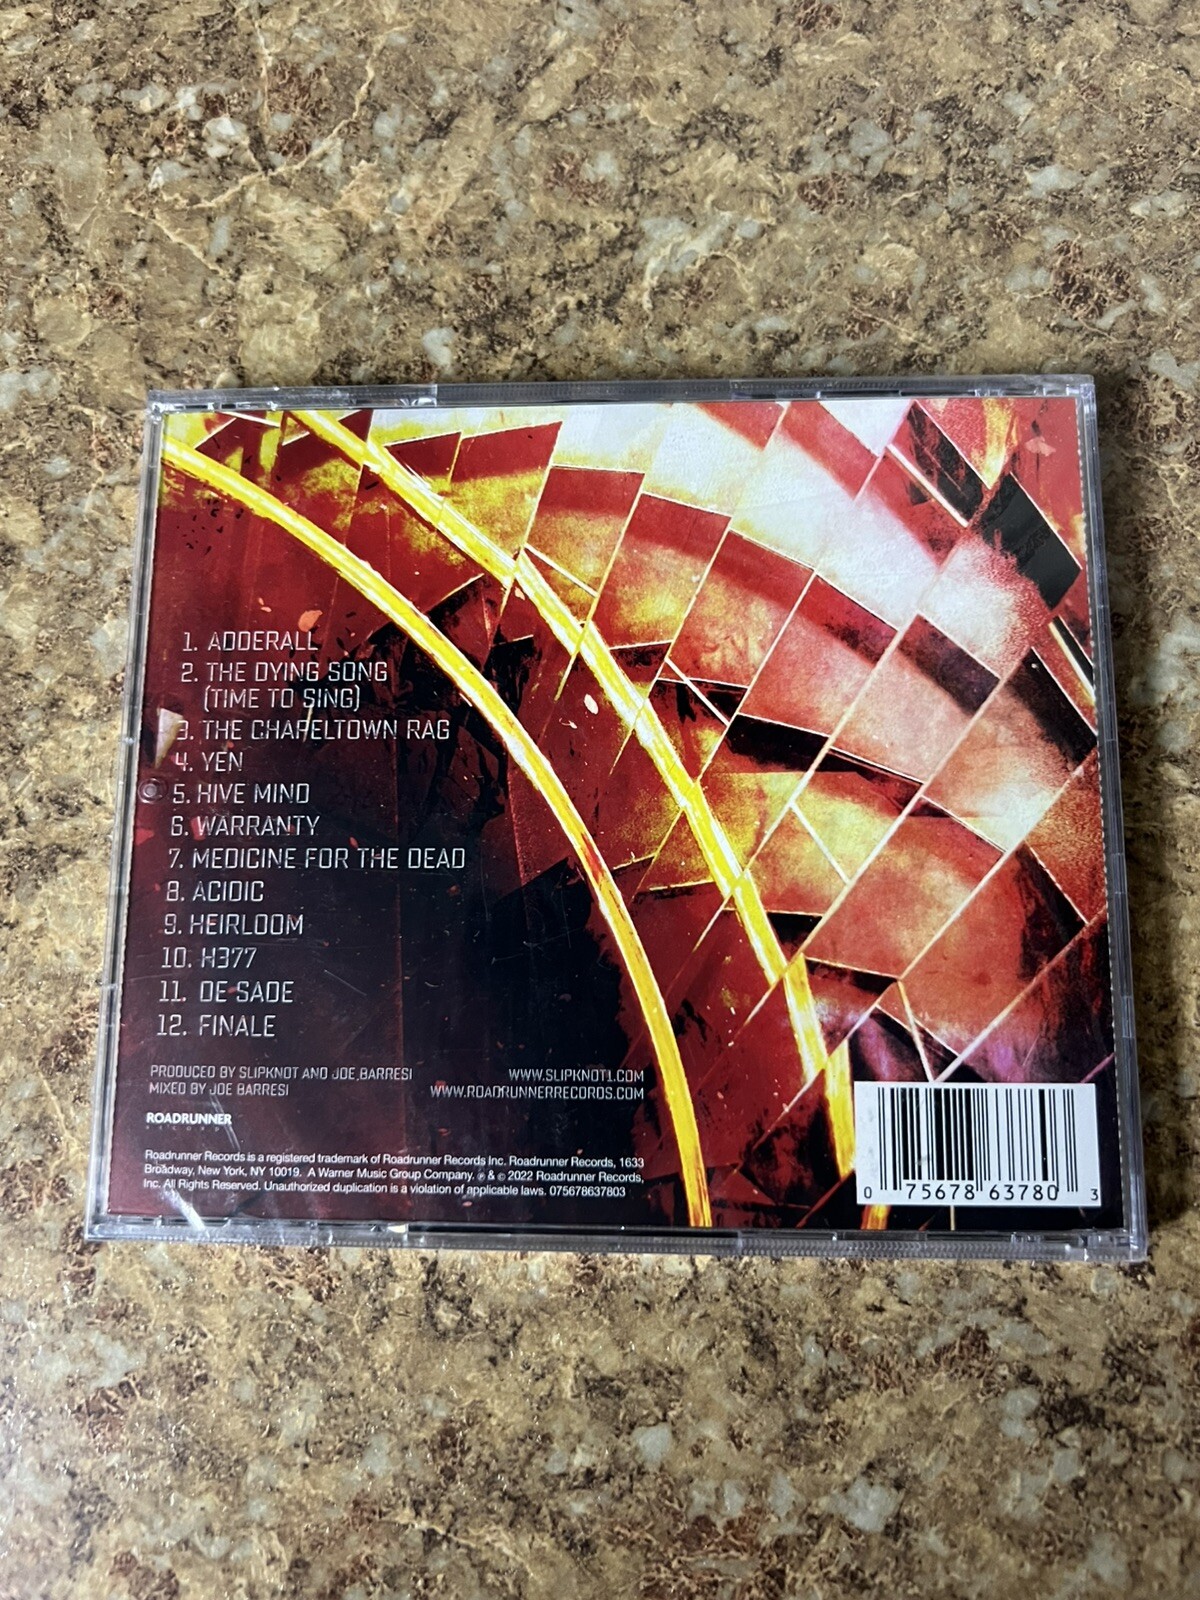 1. ADDERALL
2. THE DYING SONG
(TIME TO SING)
3. THE CHAPELTOWN RAG
4. YEN
5. HIVE MIND
6. WARRANTY
7. MEDICINE FOR THE DEAD
8. ACIDIC
9. HEIRLOOM
10. H377
11. DE SADE
12. FINALE
PRODUCED BY SLIPKNOT AND JOE BARRESI
MIXED BY JOE BARRESI
WWW.SLIPKNOT1.COM
WWW.ROADRUNNERRECORDS.COM
ROADRUNNER
RECORDS
Roadrunner Records is a registered trademark of Roadrunner Records Inc. Roadrunner Records, 1633
Broadway, New York, NY 10019. A Warner Music Group Company. ℗ & © 2022 Roadrunner Records,
Inc. All Rights Reserved. Unauthorized duplication is a violation of applicable laws. 075678637803
0 75678 63780 3